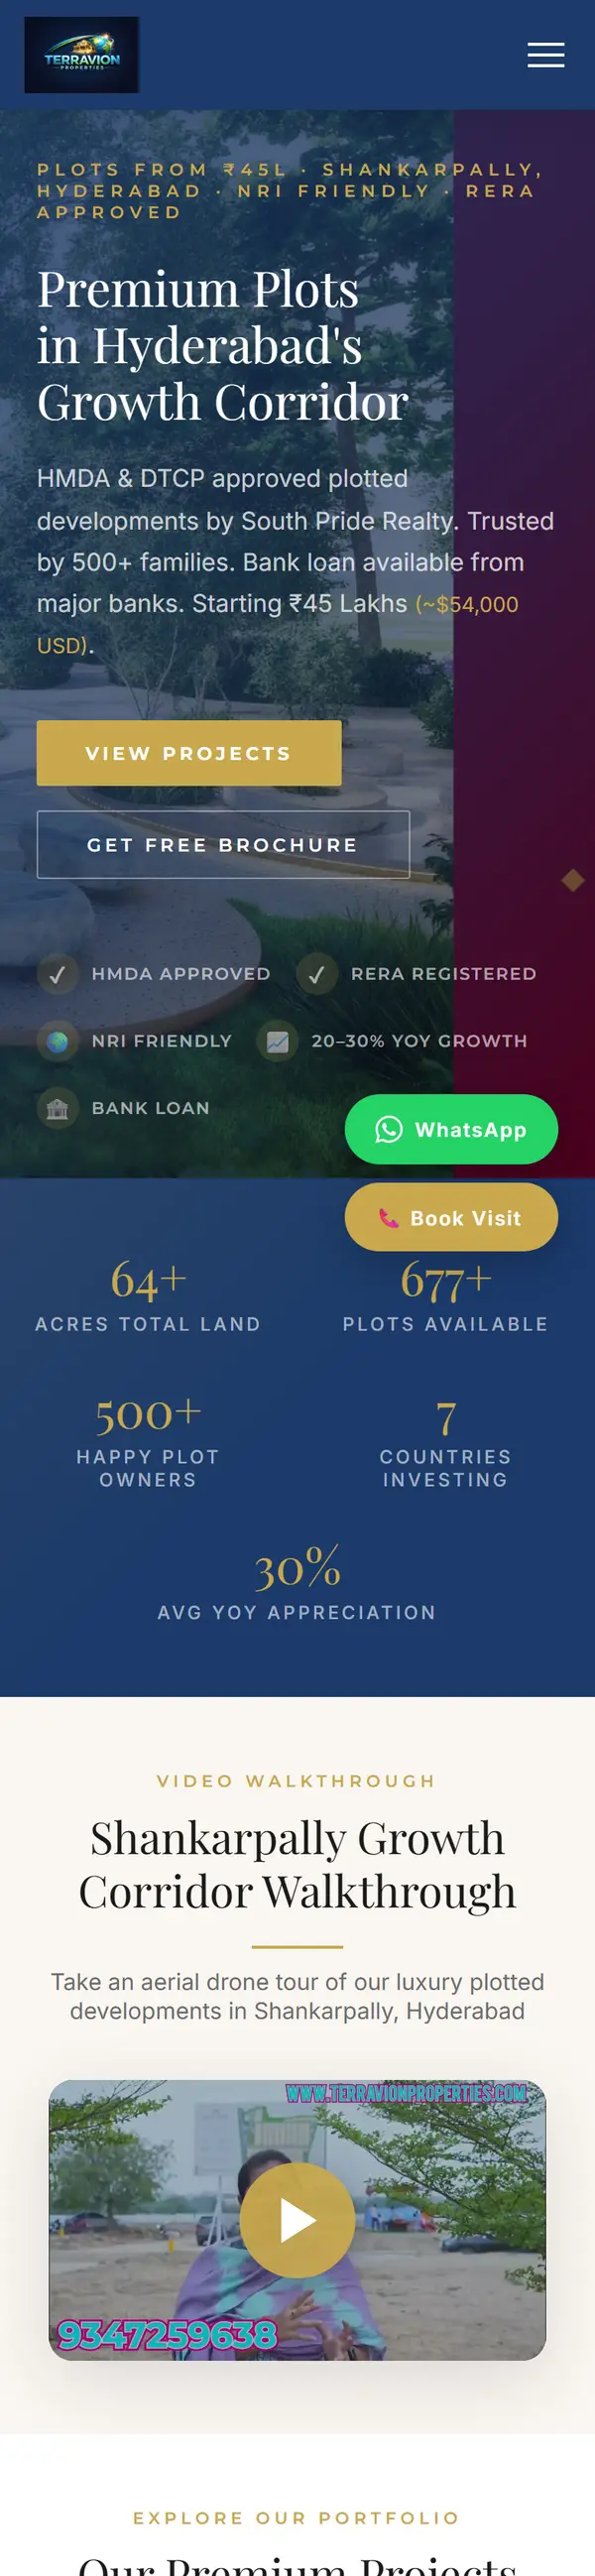 TERRAVION
PROPERTIES
PLOTS FROM ₹45L · SHANKARPALLY,
HYDERABAD · NRI FRIENDLY · RERA
APPROVED
Premium Plots
in Hyderabad's
Growth Corridor
HMDA & DTCP approved plotted
developments by South Pride Realty. Trusted
by 500+ families. Bank loan available from
major banks. Starting ₹45 Lakhs (~$54,000
USD).
VIEW PROJECTS
GET FREE BROCHURE
✓ HMDA APPROVED ✓ RERA REGISTERED
NRI FRIENDLY 20–30% YOY GROWTH
BANK LOAN
WhatsApp
Book Visit
64+
ACRES TOTAL LAND
677+
PLOTS AVAILABLE
500+
HAPPY PLOT
OWNERS
7
COUNTRIES
INVESTING
30%
AVG YOY APPRECIATION
VIDEO WALKTHROUGH
Shankarpally Growth
Corridor Walkthrough
Take an aerial drone tour of our luxury plotted
developments in Shankarpally, Hyderabad
WWW.TERRAVIONPROPERTIES.COM
9347259638
EXPLORE OUR PORTFOLIO
Our Premium Projects